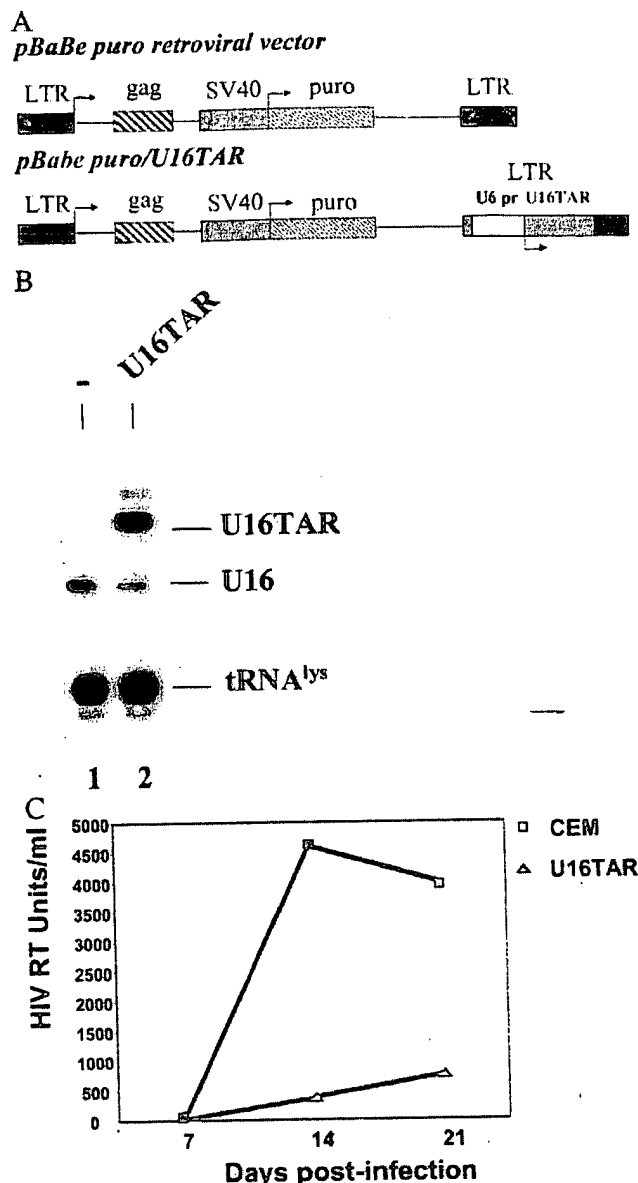 A
pBaBe puro retroviral vector
LTR gag SV40 puro LTR
pBabe puro/U16TAR
LTR
LTR gag SV40 puro U6 pr U16TAR
B
- U16TAR
U16TAR
U16
tRNAlys
1 2
C
HIV RT Units/ml
5000
4500
4000
3500
3000
2500
2000
1500
1000
500
0
7 14 21
Days post-infection
CEM
U16TAR